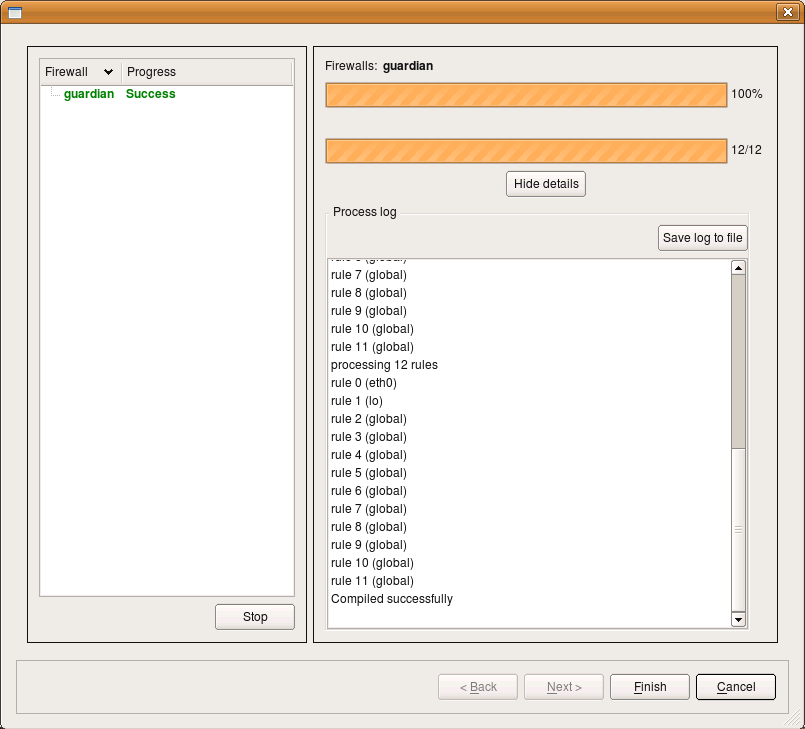 Firewall Progress
guardian Success
Stop
Firewalls: guardian
100%
12/12
Hide details
Process log
Save log to file
rule 7 (global)
rule 8 (global)
rule 9 (global)
rule 10 (global)
rule 11 (global)
processing 12 rules
rule 0 (eth0)
rule 1 (lo)
rule 2 (global)
rule 3 (global)
rule 4 (global)
rule 5 (global)
rule 6 (global)
rule 7 (global)
rule 8 (global)
rule 9 (global)
rule 10 (global)
rule 11 (global)
Compiled successfully
< Back Next > Finish Cancel